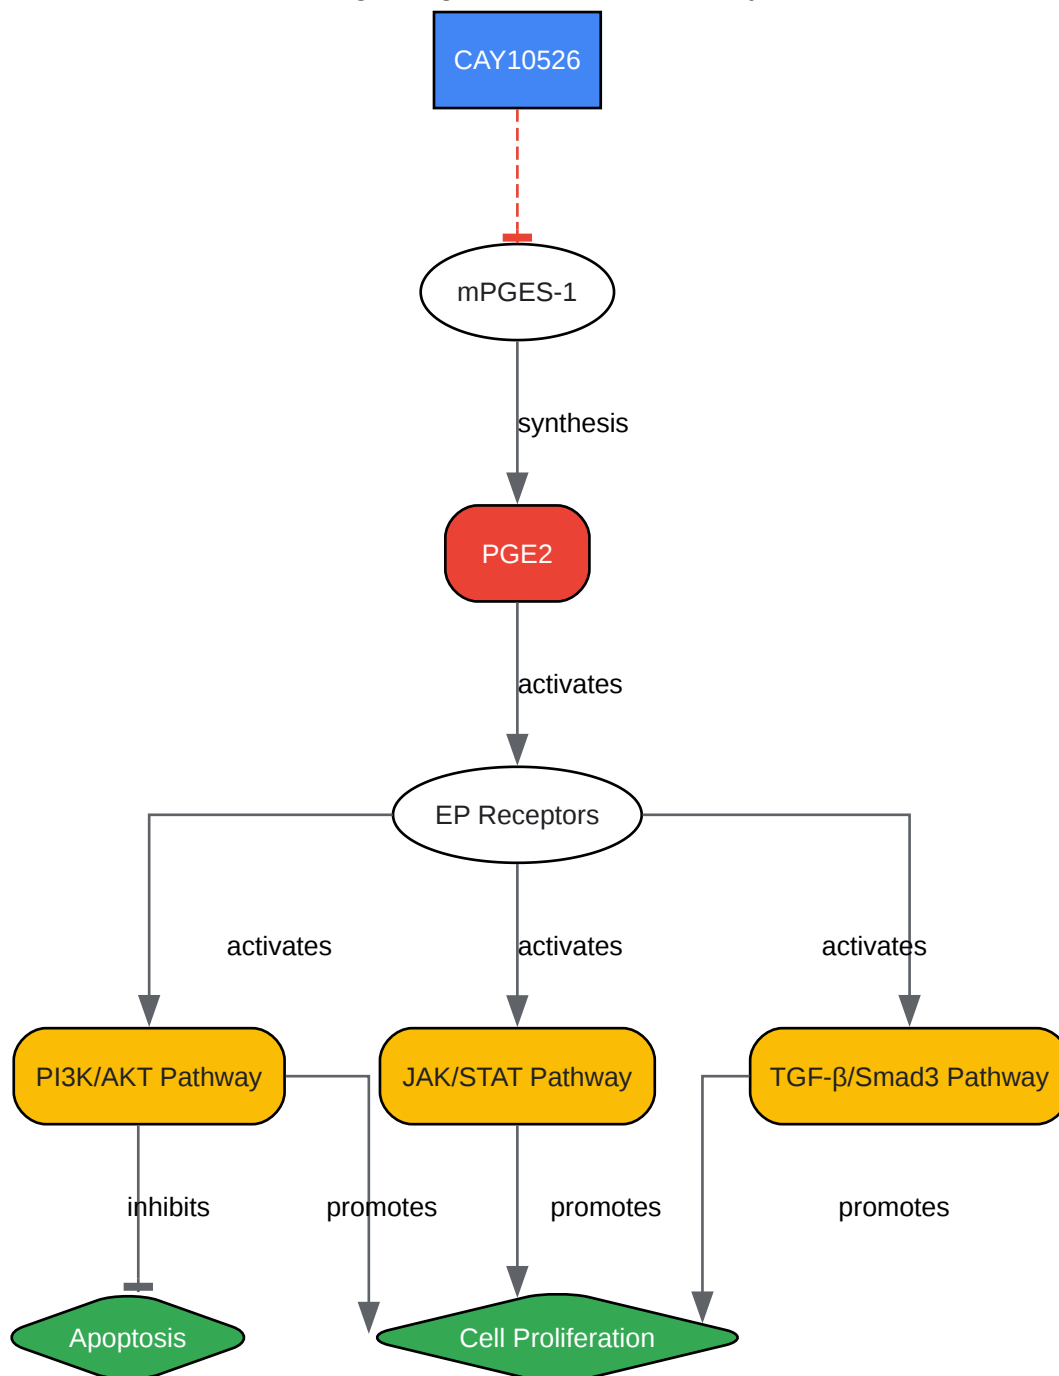 CAY10526
mPGES-1
synthesis
PGE2
activates
EP Receptors
activates
activates
activates
PI3K/AKT Pathway
JAK/STAT Pathway
TGF-β/Smad3 Pathway
inhibits
promotes
promotes
promotes
Apoptosis
Cell Proliferation